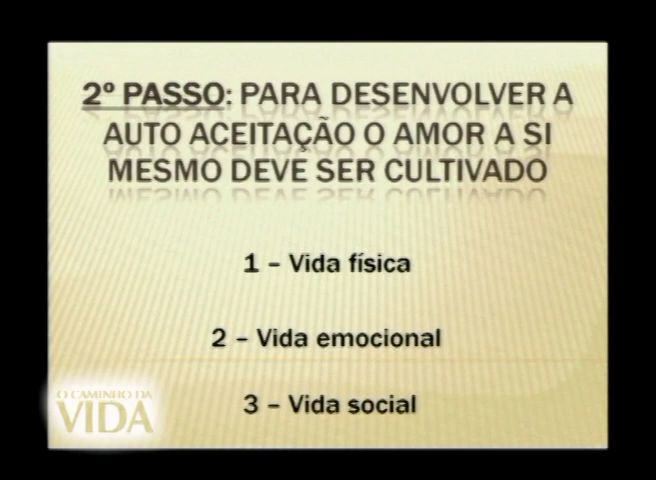 2º PASSO: PARA DESENVOLVER A
AUTO ACEITAÇÃO O AMOR A SI
MESMO DEVE SER CULTIVADO
1 – Vida física
2 – Vida emocional
3 – Vida social
O CAMINHO DA
VIDA